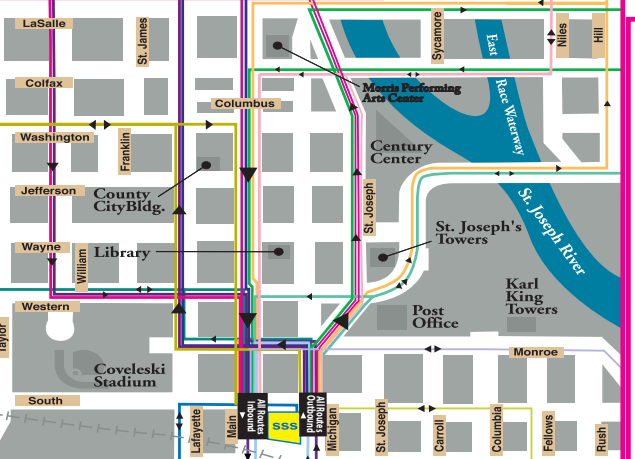 LaSalle
St. James
Sycamore
East
Race Waterway
Niles
Hill
Colfax
Morris Performing
Arts Center
Columbus
Washington
Franklin
Century
Center
Jefferson
County
CityBldg.
St. Joseph
St. Joseph's
Towers
St. Joseph River
Wayne
William
Library
Western
Karl
King
Towers
Post
Office
Taylor
Monroe
Coveleski
Stadium
South
Lafayette
Main
All Routes
Inbound
SSS
All Routes
Outbound
Michigan
St. Joseph
Carroll
Columbia
Fellows
Rush